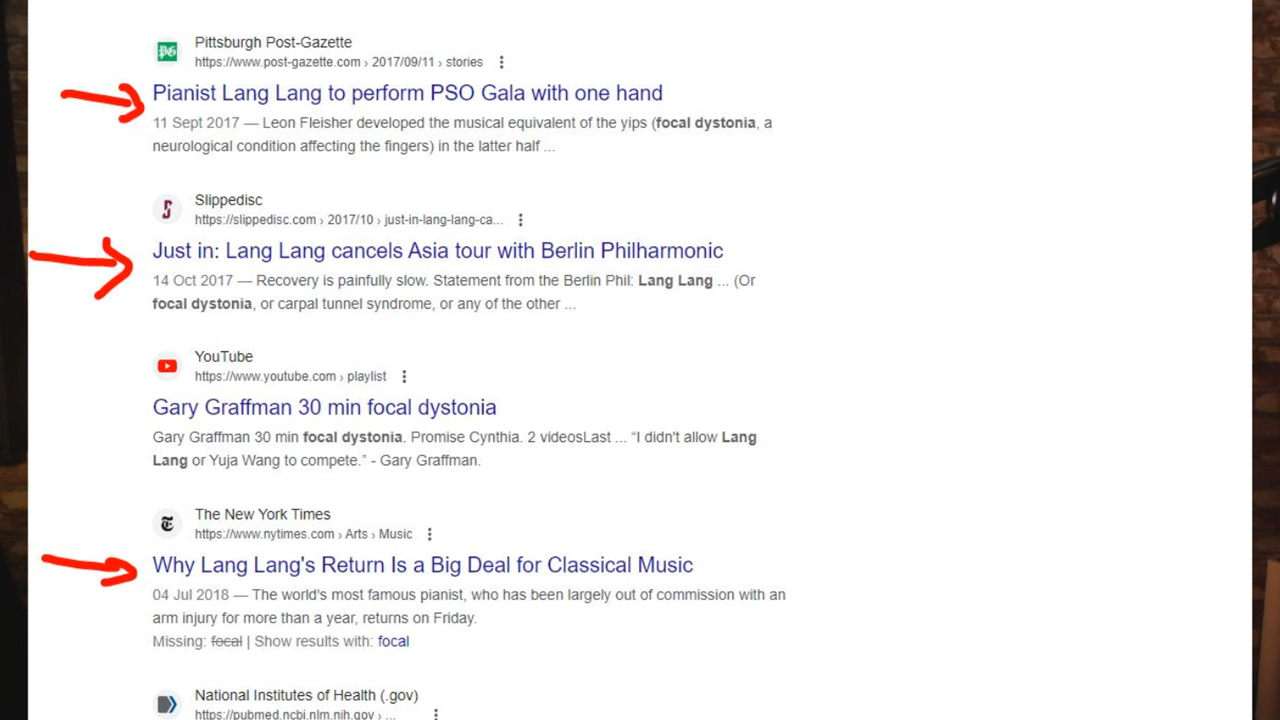 Pittsburgh Post-Gazette
https://www.post-gazette.com › 2017/09/11 › stories
Pianist Lang Lang to perform PSO Gala with one hand
11 Sept 2017 — Leon Fleisher developed the musical equivalent of the yips (focal dystonia, a
neurological condition affecting the fingers) in the latter half ...
Slippedisc
https://slippedisc.com › 2017/10 › just-in-lang-lang-ca...
Just in: Lang Lang cancels Asia tour with Berlin Philharmonic
14 Oct 2017 — Recovery is painfully slow. Statement from the Berlin Phil: Lang Lang ... (Or
focal dystonia, or carpal tunnel syndrome, or any of the other ...
YouTube
https://www.youtube.com › playlist
Gary Graffman 30 min focal dystonia
Gary Graffman 30 min focal dystonia. Promise Cynthia. 2 videosLast ... “I didn't allow Lang
Lang or Yuja Wang to compete.” - Gary Graffman.
The New York Times
https://www.nytimes.com › Arts › Music
Why Lang Lang's Return Is a Big Deal for Classical Music
04 Jul 2018 — The world's most famous pianist, who has been largely out of commission with an
arm injury for more than a year, returns on Friday.
Missing: focal | Show results with: focal
National Institutes of Health (.gov)
https://pubmed.ncbi.nlm.nih.gov › ...